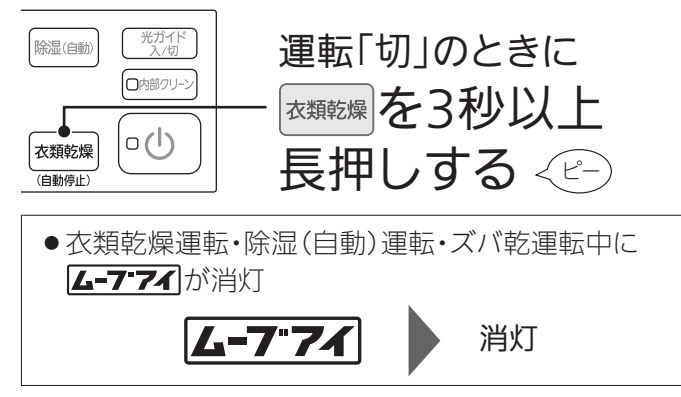 除湿(自動)
光ガイド
入/切
内部クリーン
衣類乾燥
(自動停止)
運転「切」のときに
衣類乾燥を3秒以上
長押しする ピー
●衣類乾燥運転・除湿(自動)運転・ズバ乾運転中に
ムーブアイが消灯
ムーブアイ 消灯